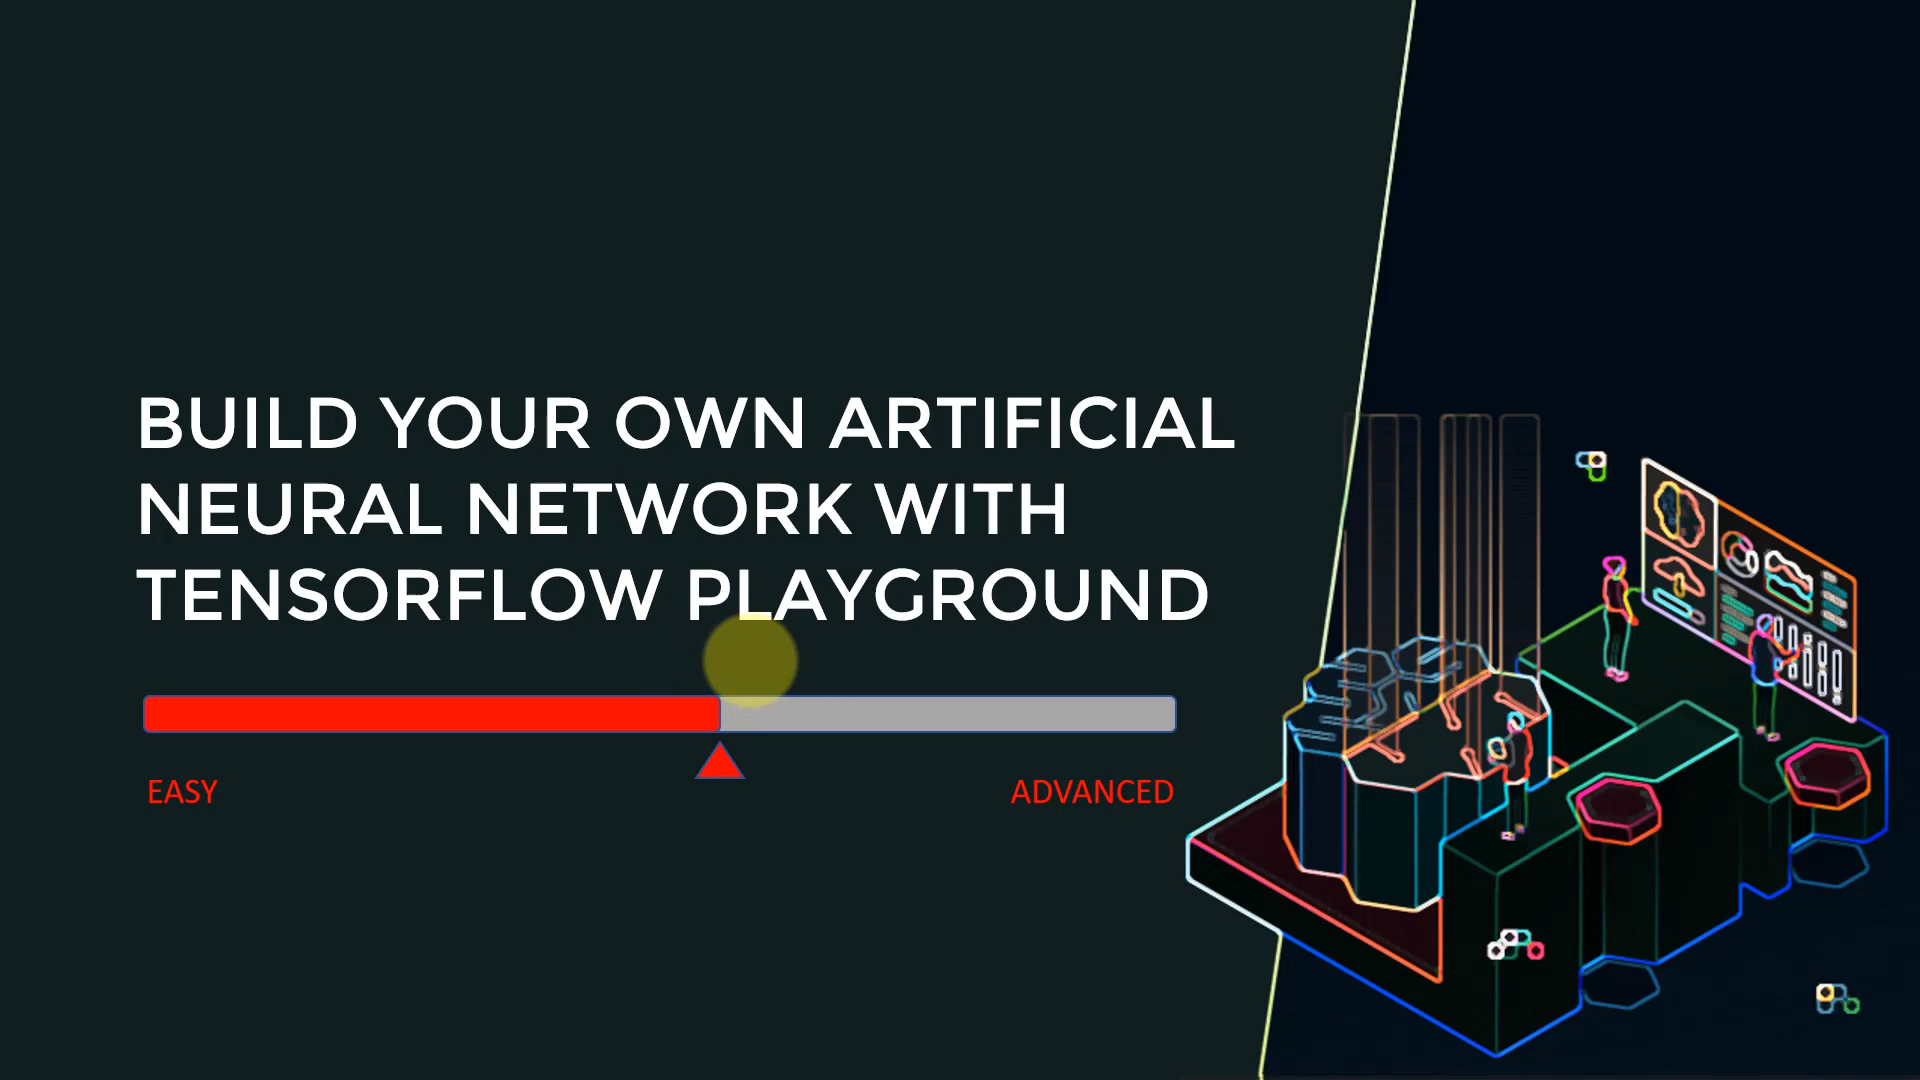 BUILD YOUR OWN ARTIFICIAL
NEURAL NETWORK WITH
TENSORFLOW PLAYGROUND
EASY
ADVANCED